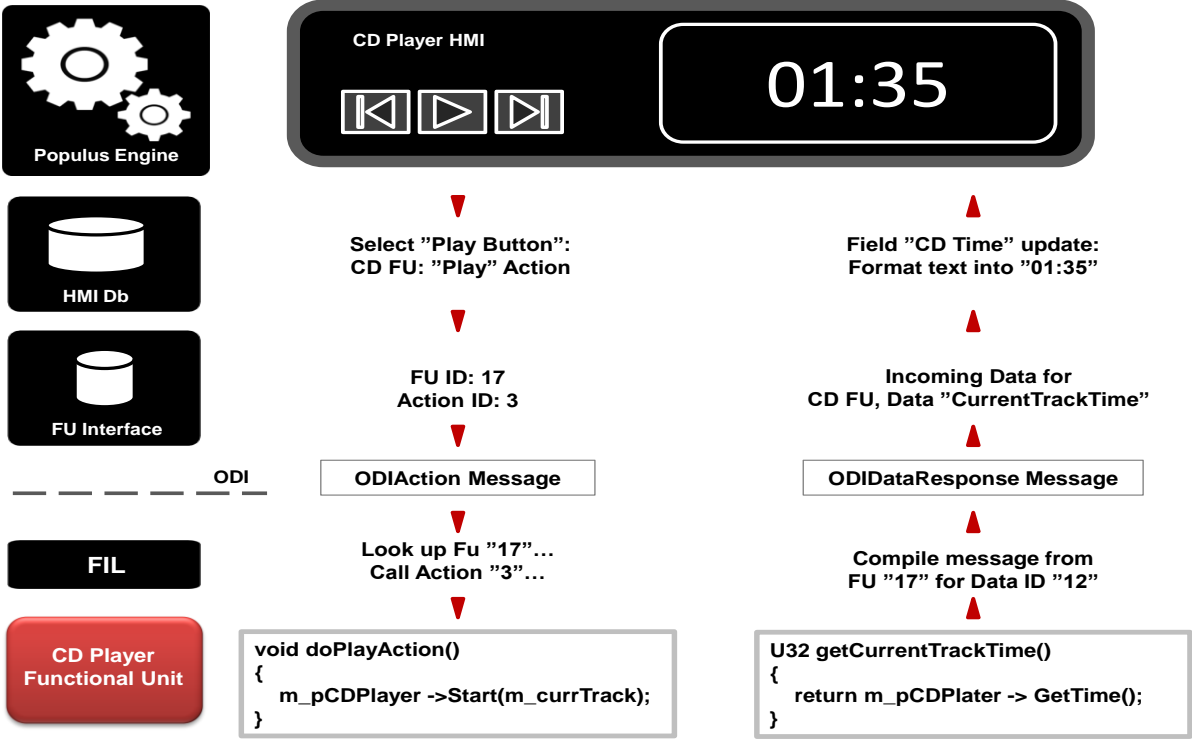 Populus Engine
HMI Db
FU Interface
ODI
FIL
CD Player
Functional Unit
CD Player HMI
01:35
Select ”Play Button”:
CD FU: ”Play” Action
FU ID: 17
Action ID: 3
ODIAction Message
Look up Fu ”17”…
Call Action ”3”…
void doPlayAction()
{
m_pCDPlayer ->Start(m_currTrack);
}
Field ”CD Time” update:
Format text into ”01:35”
Incoming Data for
CD FU, Data ”CurrentTrackTime”
ODIDataResponse Message
Compile message from
FU ”17” for Data ID ”12”
U32 getCurrentTrackTime()
{
return m_pCDPlater -> GetTime();
}